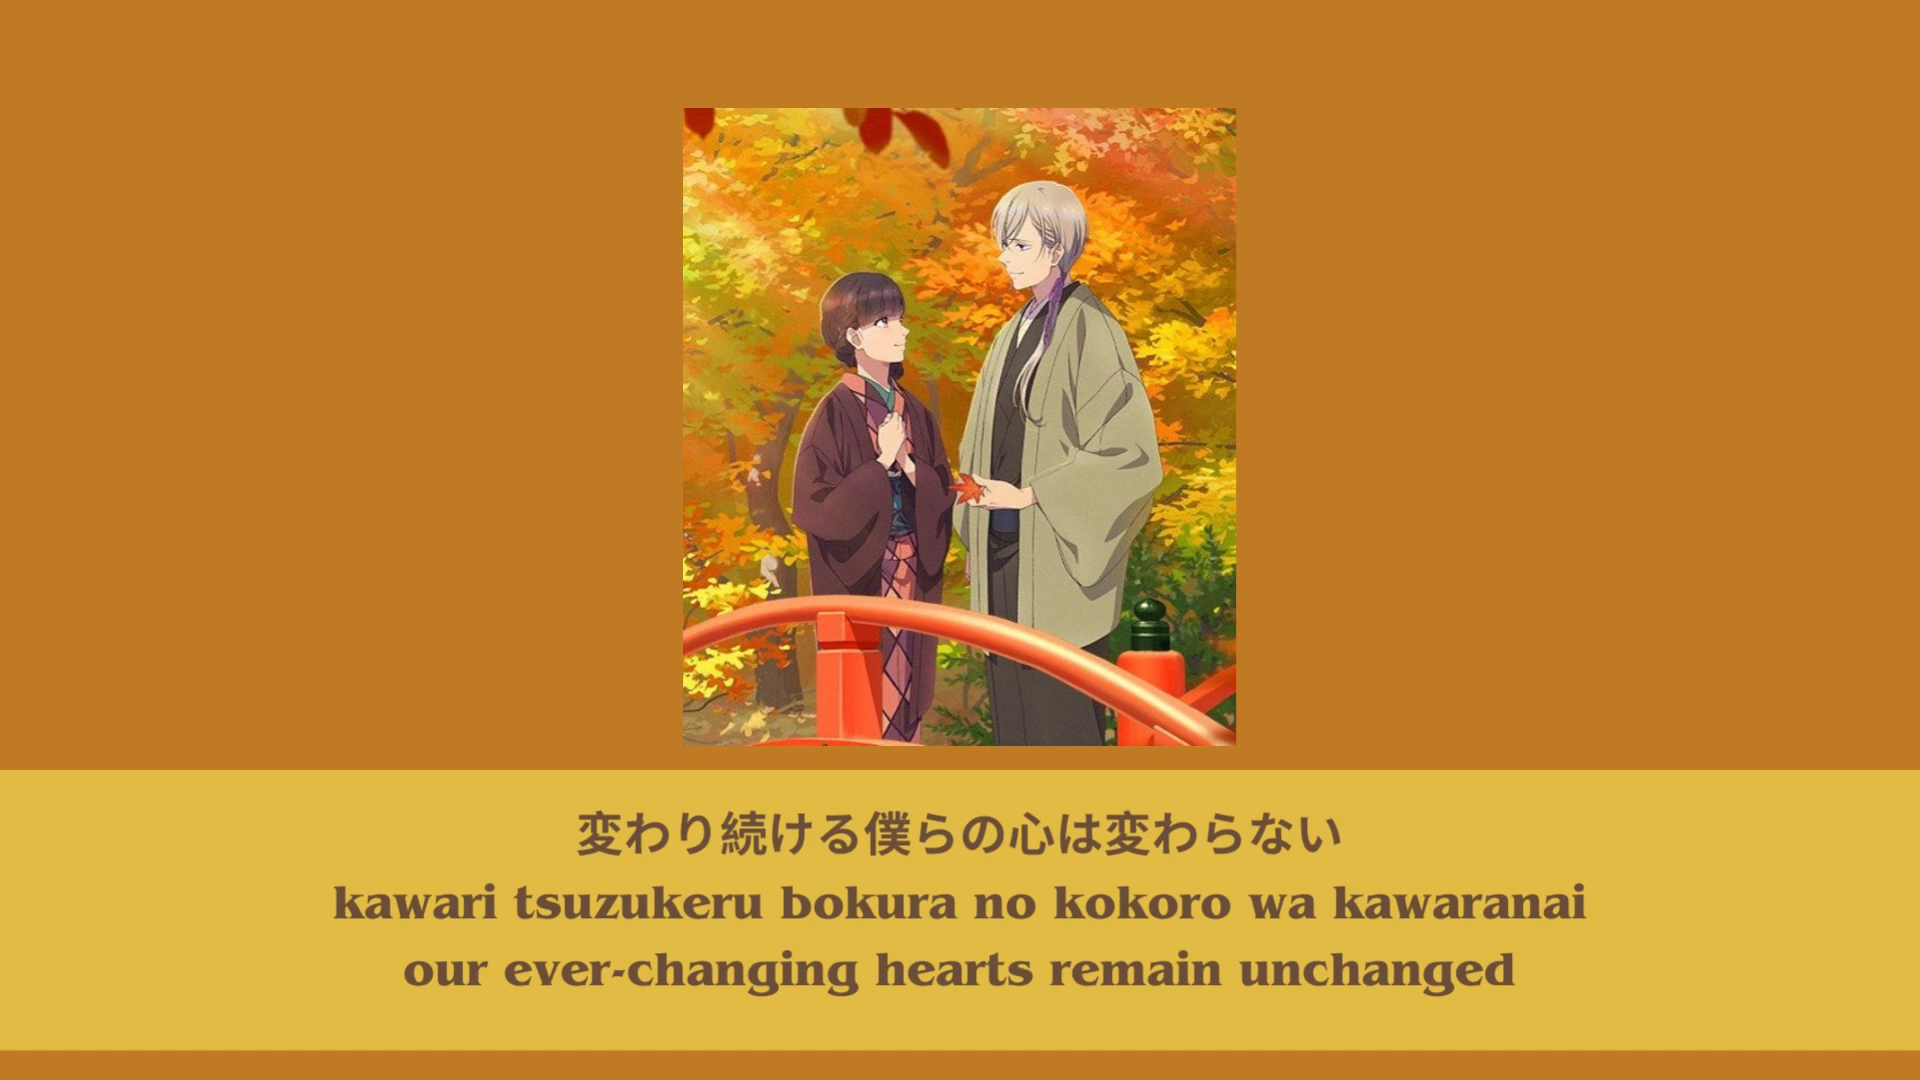 変わり続ける僕らの心は変わらない
kawari tsuzukeru bokura no kokoro wa kawaranai
our ever-changing hearts remain unchanged